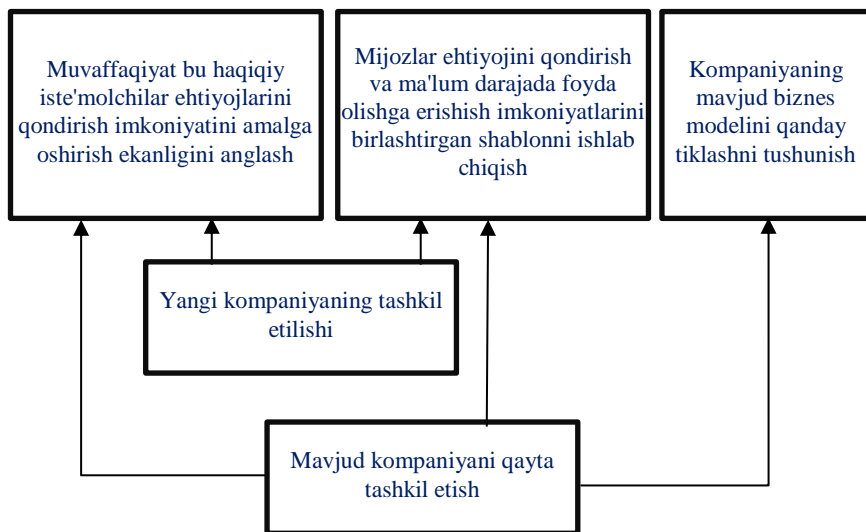 Muvaffaqiyat bu haqiqiy
iste'molchilar ehtiyojlarini
qondirish imkoniyatini amalga
oshirish ekanligini anglash
Mijozlar ehtiyojini qondirish
va ma'lum darajada foyda
olishga erishish imkoniyatlarini
birlashtirgan shablonni ishlab
chiqish
Kompaniyaning
mavjud biznes
modelini qanday
tiklashni tushunish
Yangi kompaniyaning tashkil
etilishi
Mavjud kompaniyani qayta
tashkil etish